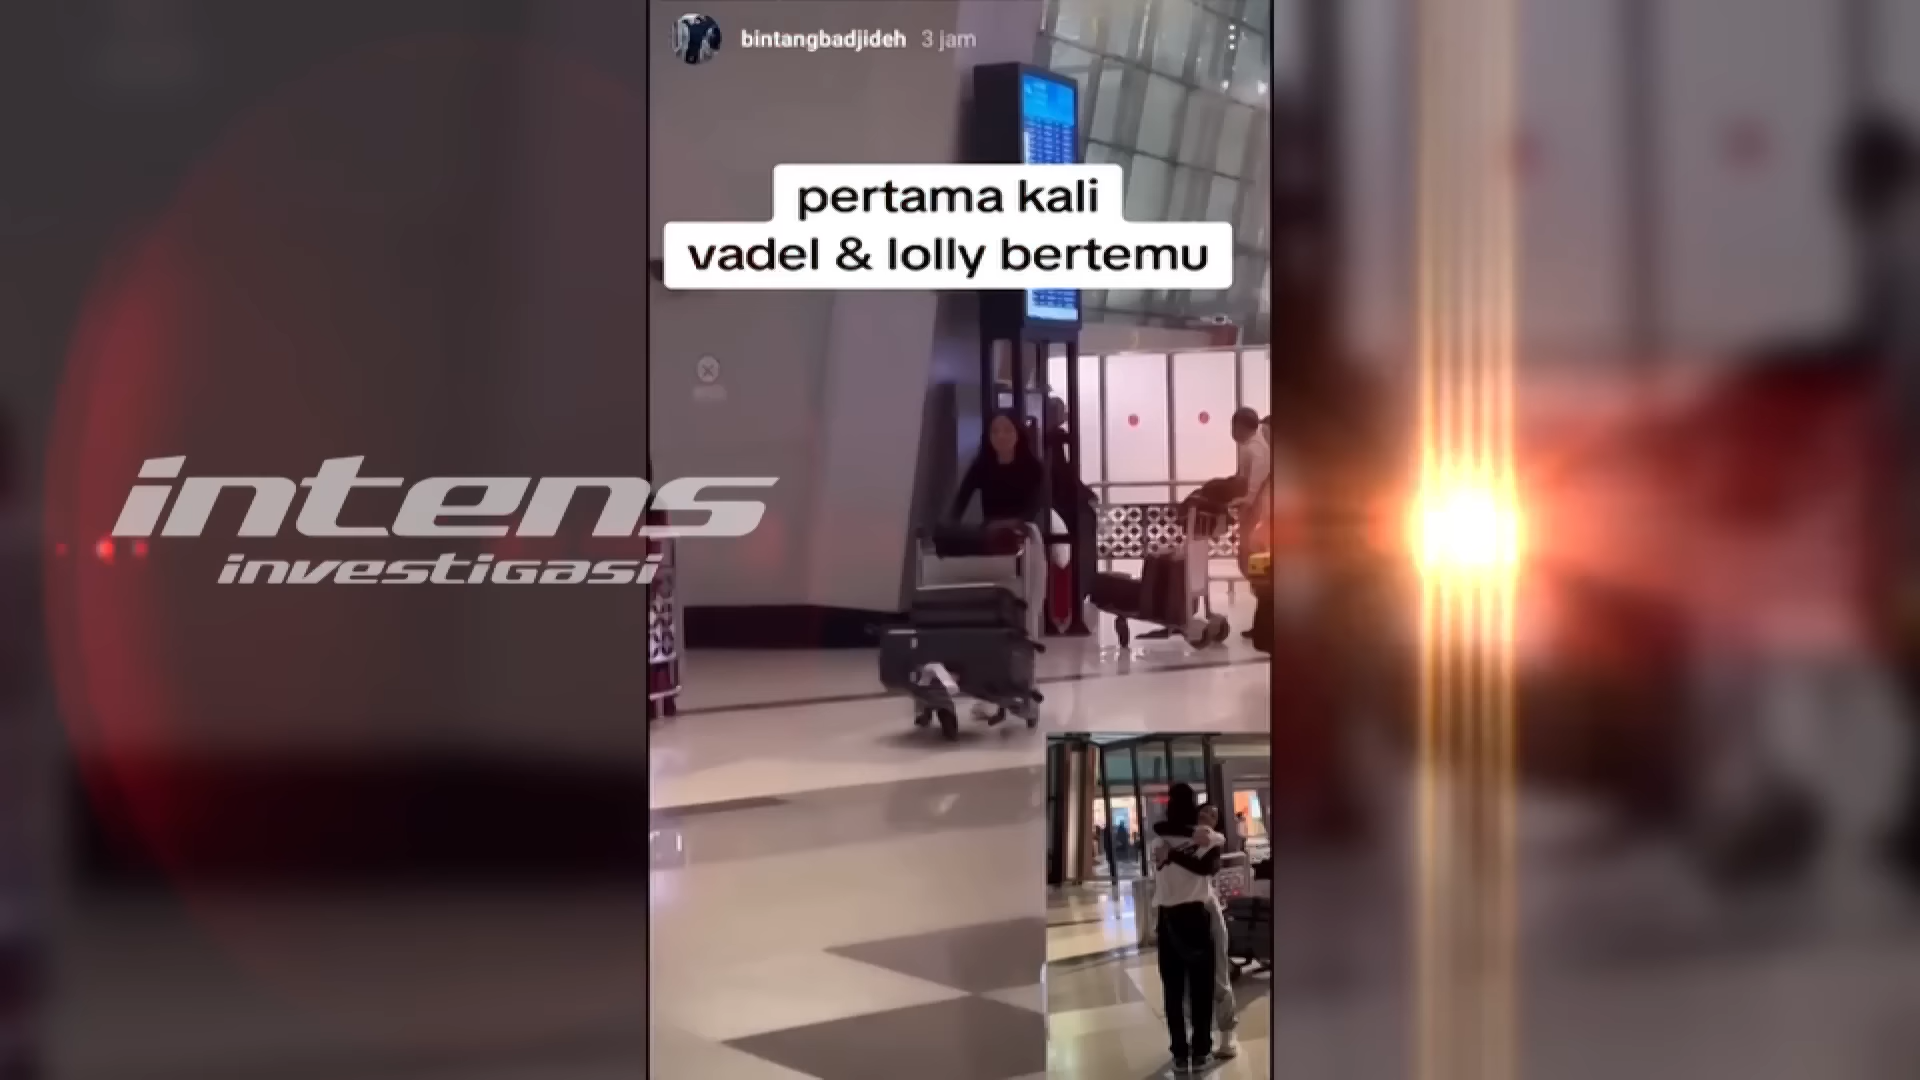 bintangbadjideh 3 jam
pertama kali
vadel & lolly bertemu
intens
investigasi